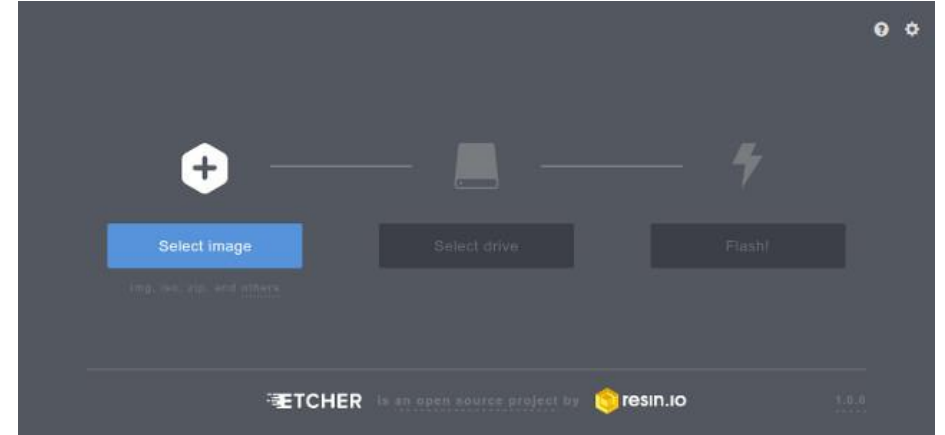 Select image
Select drive
Flash!
img, iso, zip, and others
ETCHER is an open source project by resin.io
1.0.0